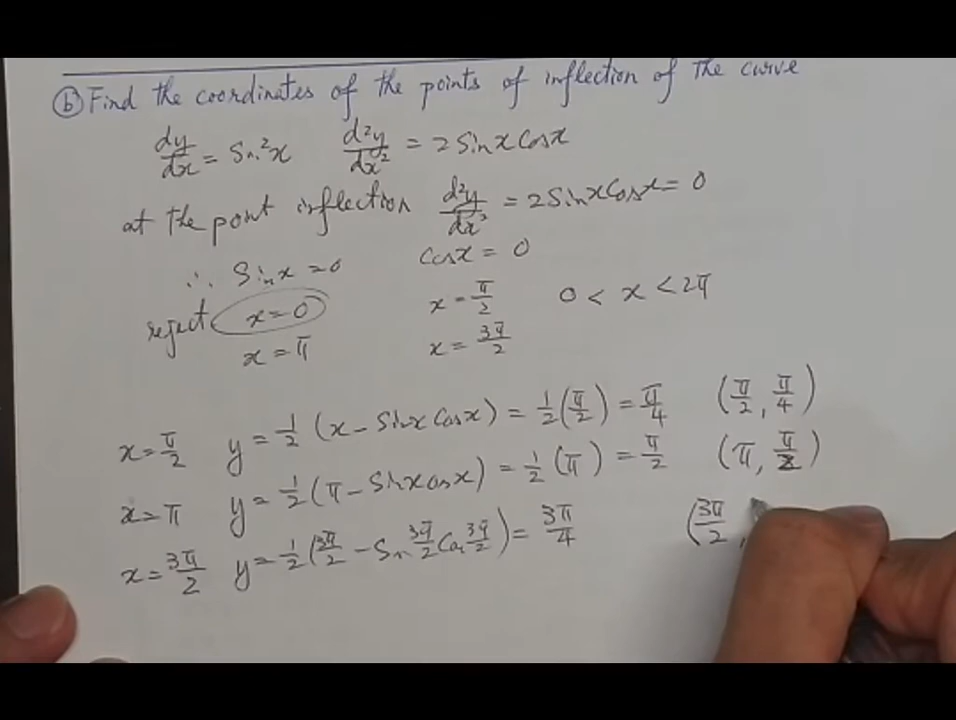 ⓑ Find the coordinates of the points of inflection of the curve
dy/dx = Sin²x d²y/dx² = 2 Sinx Cosx
at the point inflection d²y/dx² = 2 Sinx Cosx = 0
∴ Sin x = 0 Cosx = 0
reject x = 0 x = π/2 0 < x < 2π
x = π x = 3π/2
x = π/2 y = 1/2 (x - Sinx Cosx) = 1/2 (π/2) = π/4 (π/2, π/4)
x = π y = 1/2 (π - Sinx cosx) = 1/2 (π) = π/2 (π, π/2)
x = 3π/2 y = 1/2 (3π/2 - Sin 3π/2 Cos 3π/2) = 3π/4 (3π/2,